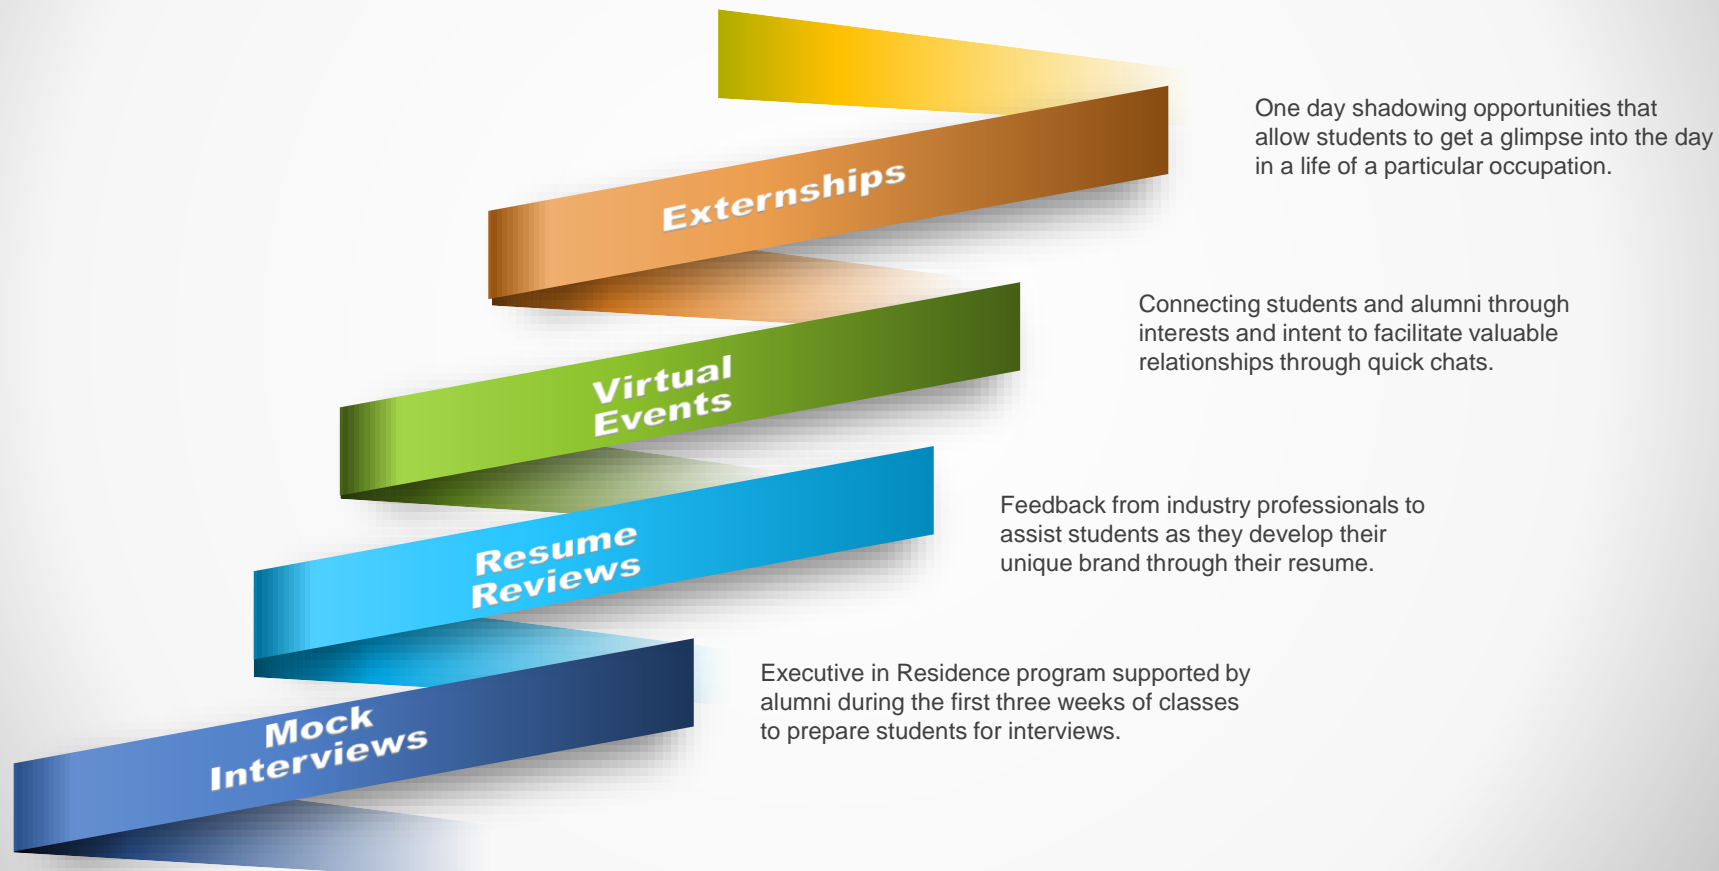 Externships
One day shadowing opportunities that
allow students to get a glimpse into the day
in a life of a particular occupation.
Virtual
Events
Connecting students and alumni through
interests and intent to facilitate valuable
relationships through quick chats.
Resume
Reviews
Feedback from industry professionals to
assist students as they develop their
unique brand through their resume.
Mock
Interviews
Executive in Residence program supported by
alumni during the first three weeks of classes
to prepare students for interviews.